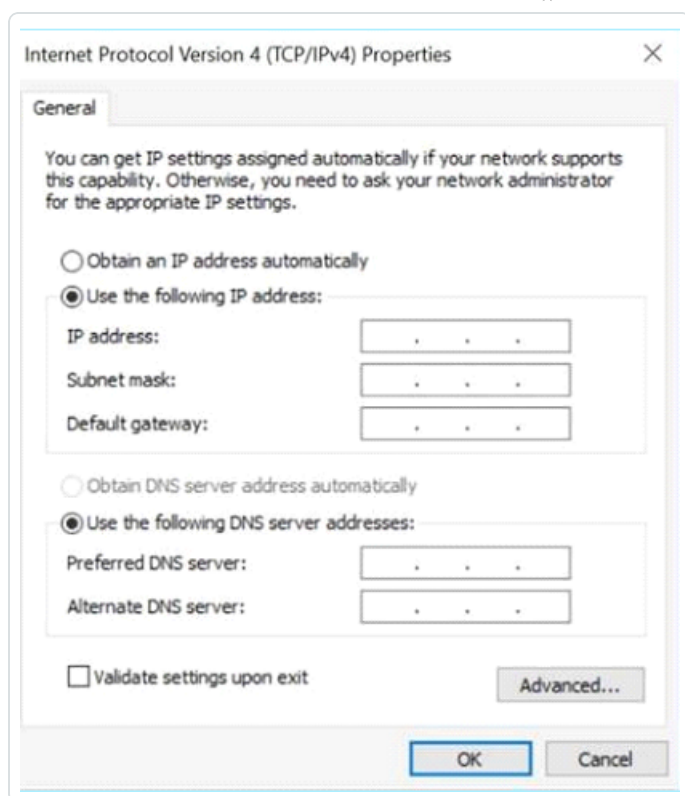 Internet Protocol Version 4 (TCP/IPv4) Properties
General
You can get IP settings assigned automatically if your network supports
this capability. Otherwise, you need to ask your network administrator
for the appropriate IP settings.
Obtain an IP address automatically
Use the following IP address:
IP address:
Subnet mask:
Default gateway:
Obtain DNS server address automatically
Use the following DNS server addresses:
Preferred DNS server:
Alternate DNS server:
Validate settings upon exit
Advanced...
OK
Cancel